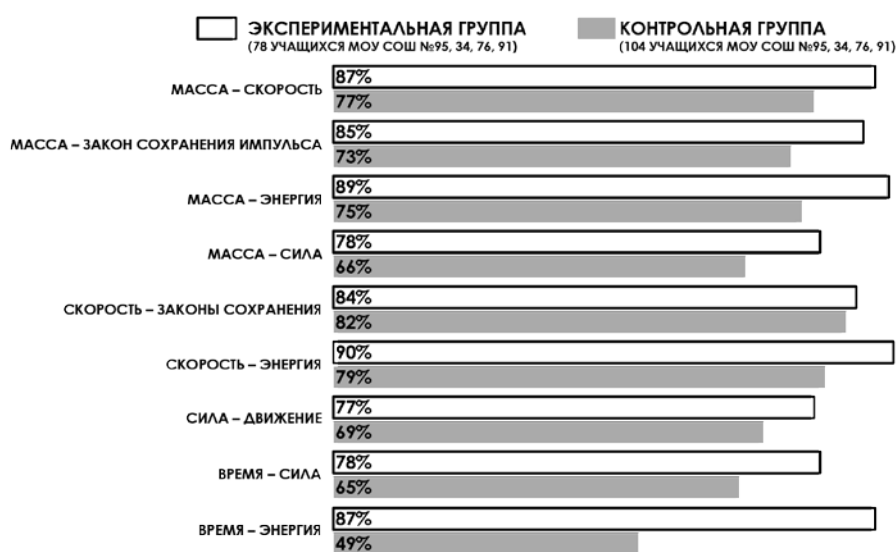 ЭКСПЕРИМЕНТАЛЬНАЯ ГРУППА
(78 УЧАЩИХСЯ МОУ СОШ №95, 34, 76, 91)
КОНТРОЛЬНАЯ ГРУППА
(104 УЧАЩИХСЯ МОУ СОШ №95, 34, 76, 91)
МАССА – СКОРОСТЬ
87%
77%
МАССА – ЗАКОН СОХРАНЕНИЯ ИМПУЛЬСА
85%
73%
МАССА – ЭНЕРГИЯ
89%
75%
МАССА – СИЛА
78%
66%
СКОРОСТЬ – ЗАКОНЫ СОХРАНЕНИЯ
84%
82%
СКОРОСТЬ – ЭНЕРГИЯ
90%
79%
СИЛА – ДВИЖЕНИЕ
77%
69%
ВРЕМЯ – СИЛА
78%
65%
ВРЕМЯ – ЭНЕРГИЯ
87%
49%